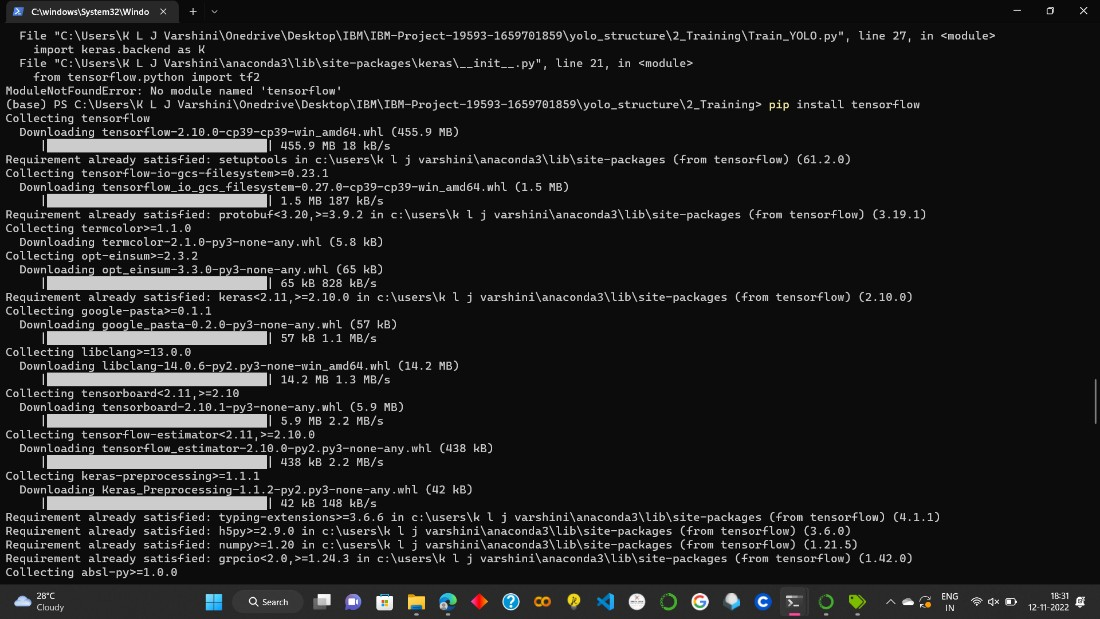 C:\windows\System32\Windo
File "C:\Users\K L J Varshini\Onedrive\Desktop\IBM\IBM-Project-19593-1659701859\yolo_structure\2_Training\Train_YOLO.py", line 27, in <module>
import keras.backend as K
File "C:\Users\K L J Varshini\anaconda3\lib\site-packages\keras\__init__.py", line 21, in <module>
from tensorflow.python import tf2
ModuleNotFoundError: No module named 'tensorflow'
(base) PS C:\Users\K L J Varshini\Onedrive\Desktop\IBM\IBM-Project-19593-1659701859\yolo_structure\2_Training> pip install tensorflow
Collecting tensorflow
Downloading tensorflow-2.10.0-cp39-cp39-win_amd64.whl (455.9 MB)
| | 455.9 MB 18 kB/s
Requirement already satisfied: setuptools in c:\users\k l j varshini\anaconda3\lib\site-packages (from tensorflow) (61.2.0)
Collecting tensorflow-io-gcs-filesystem>=0.23.1
Downloading tensorflow_io_gcs_filesystem-0.27.0-cp39-cp39-win_amd64.whl (1.5 MB)
| | 1.5 MB 187 kB/s
Requirement already satisfied: protobuf<3.20,>=3.9.2 in c:\users\k l j varshini\anaconda3\lib\site-packages (from tensorflow) (3.19.1)
Collecting termcolor>=1.1.0
Downloading termcolor-2.1.0-py3-none-any.whl (5.8 kB)
Collecting opt-einsum>=2.3.2
Downloading opt_einsum-3.3.0-py3-none-any.whl (65 kB)
| | 65 kB 828 kB/s
Requirement already satisfied: keras<2.11,>=2.10.0 in c:\users\k l j varshini\anaconda3\lib\site-packages (from tensorflow) (2.10.0)
Collecting google-pasta>=0.1.1
Downloading google_pasta-0.2.0-py3-none-any.whl (57 kB)
| | 57 kB 1.1 MB/s
Collecting libclang>=13.0.0
Downloading libclang-14.0.6-py2.py3-none-win_amd64.whl (14.2 MB)
| | 14.2 MB 1.3 MB/s
Collecting tensorboard<2.11,>=2.10
Downloading tensorboard-2.10.1-py3-none-any.whl (5.9 MB)
| | 5.9 MB 2.2 MB/s
Collecting tensorflow-estimator<2.11,>=2.10.0
Downloading tensorflow_estimator-2.10.0-py2.py3-none-any.whl (438 kB)
| | 438 kB 2.2 MB/s
Collecting keras-preprocessing>=1.1.1
Downloading Keras_Preprocessing-1.1.2-py2.py3-none-any.whl (42 kB)
| | 42 kB 148 kB/s
Requirement already satisfied: typing-extensions>=3.6.6 in c:\users\k l j varshini\anaconda3\lib\site-packages (from tensorflow) (4.1.1)
Requirement already satisfied: h5py>=2.9.0 in c:\users\k l j varshini\anaconda3\lib\site-packages (from tensorflow) (3.6.0)
Requirement already satisfied: numpy>=1.20 in c:\users\k l j varshini\anaconda3\lib\site-packages (from tensorflow) (1.21.5)
Requirement already satisfied: grpcio<2.0,>=1.24.3 in c:\users\k l j varshini\anaconda3\lib\site-packages (from tensorflow) (1.42.0)
Collecting absl-py>=1.0.0
28°C
Cloudy
Search
ENG
IN
18:31
12-11-2022